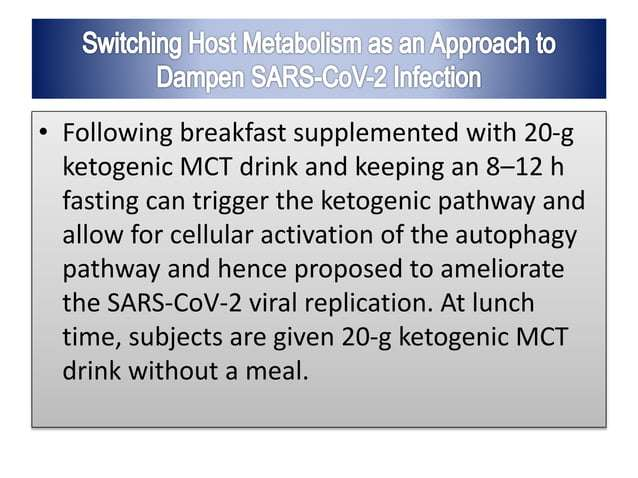 Switching Host Metabolism as an Approach to
Dampen SARS-CoV-2 Infection
• Following breakfast supplemented with 20-g
ketogenic MCT drink and keeping an 8–12 h
fasting can trigger the ketogenic pathway and
allow for cellular activation of the autophagy
pathway and hence proposed to ameliorate
the SARS-CoV-2 viral replication. At lunch
time, subjects are given 20-g ketogenic MCT
drink without a meal.